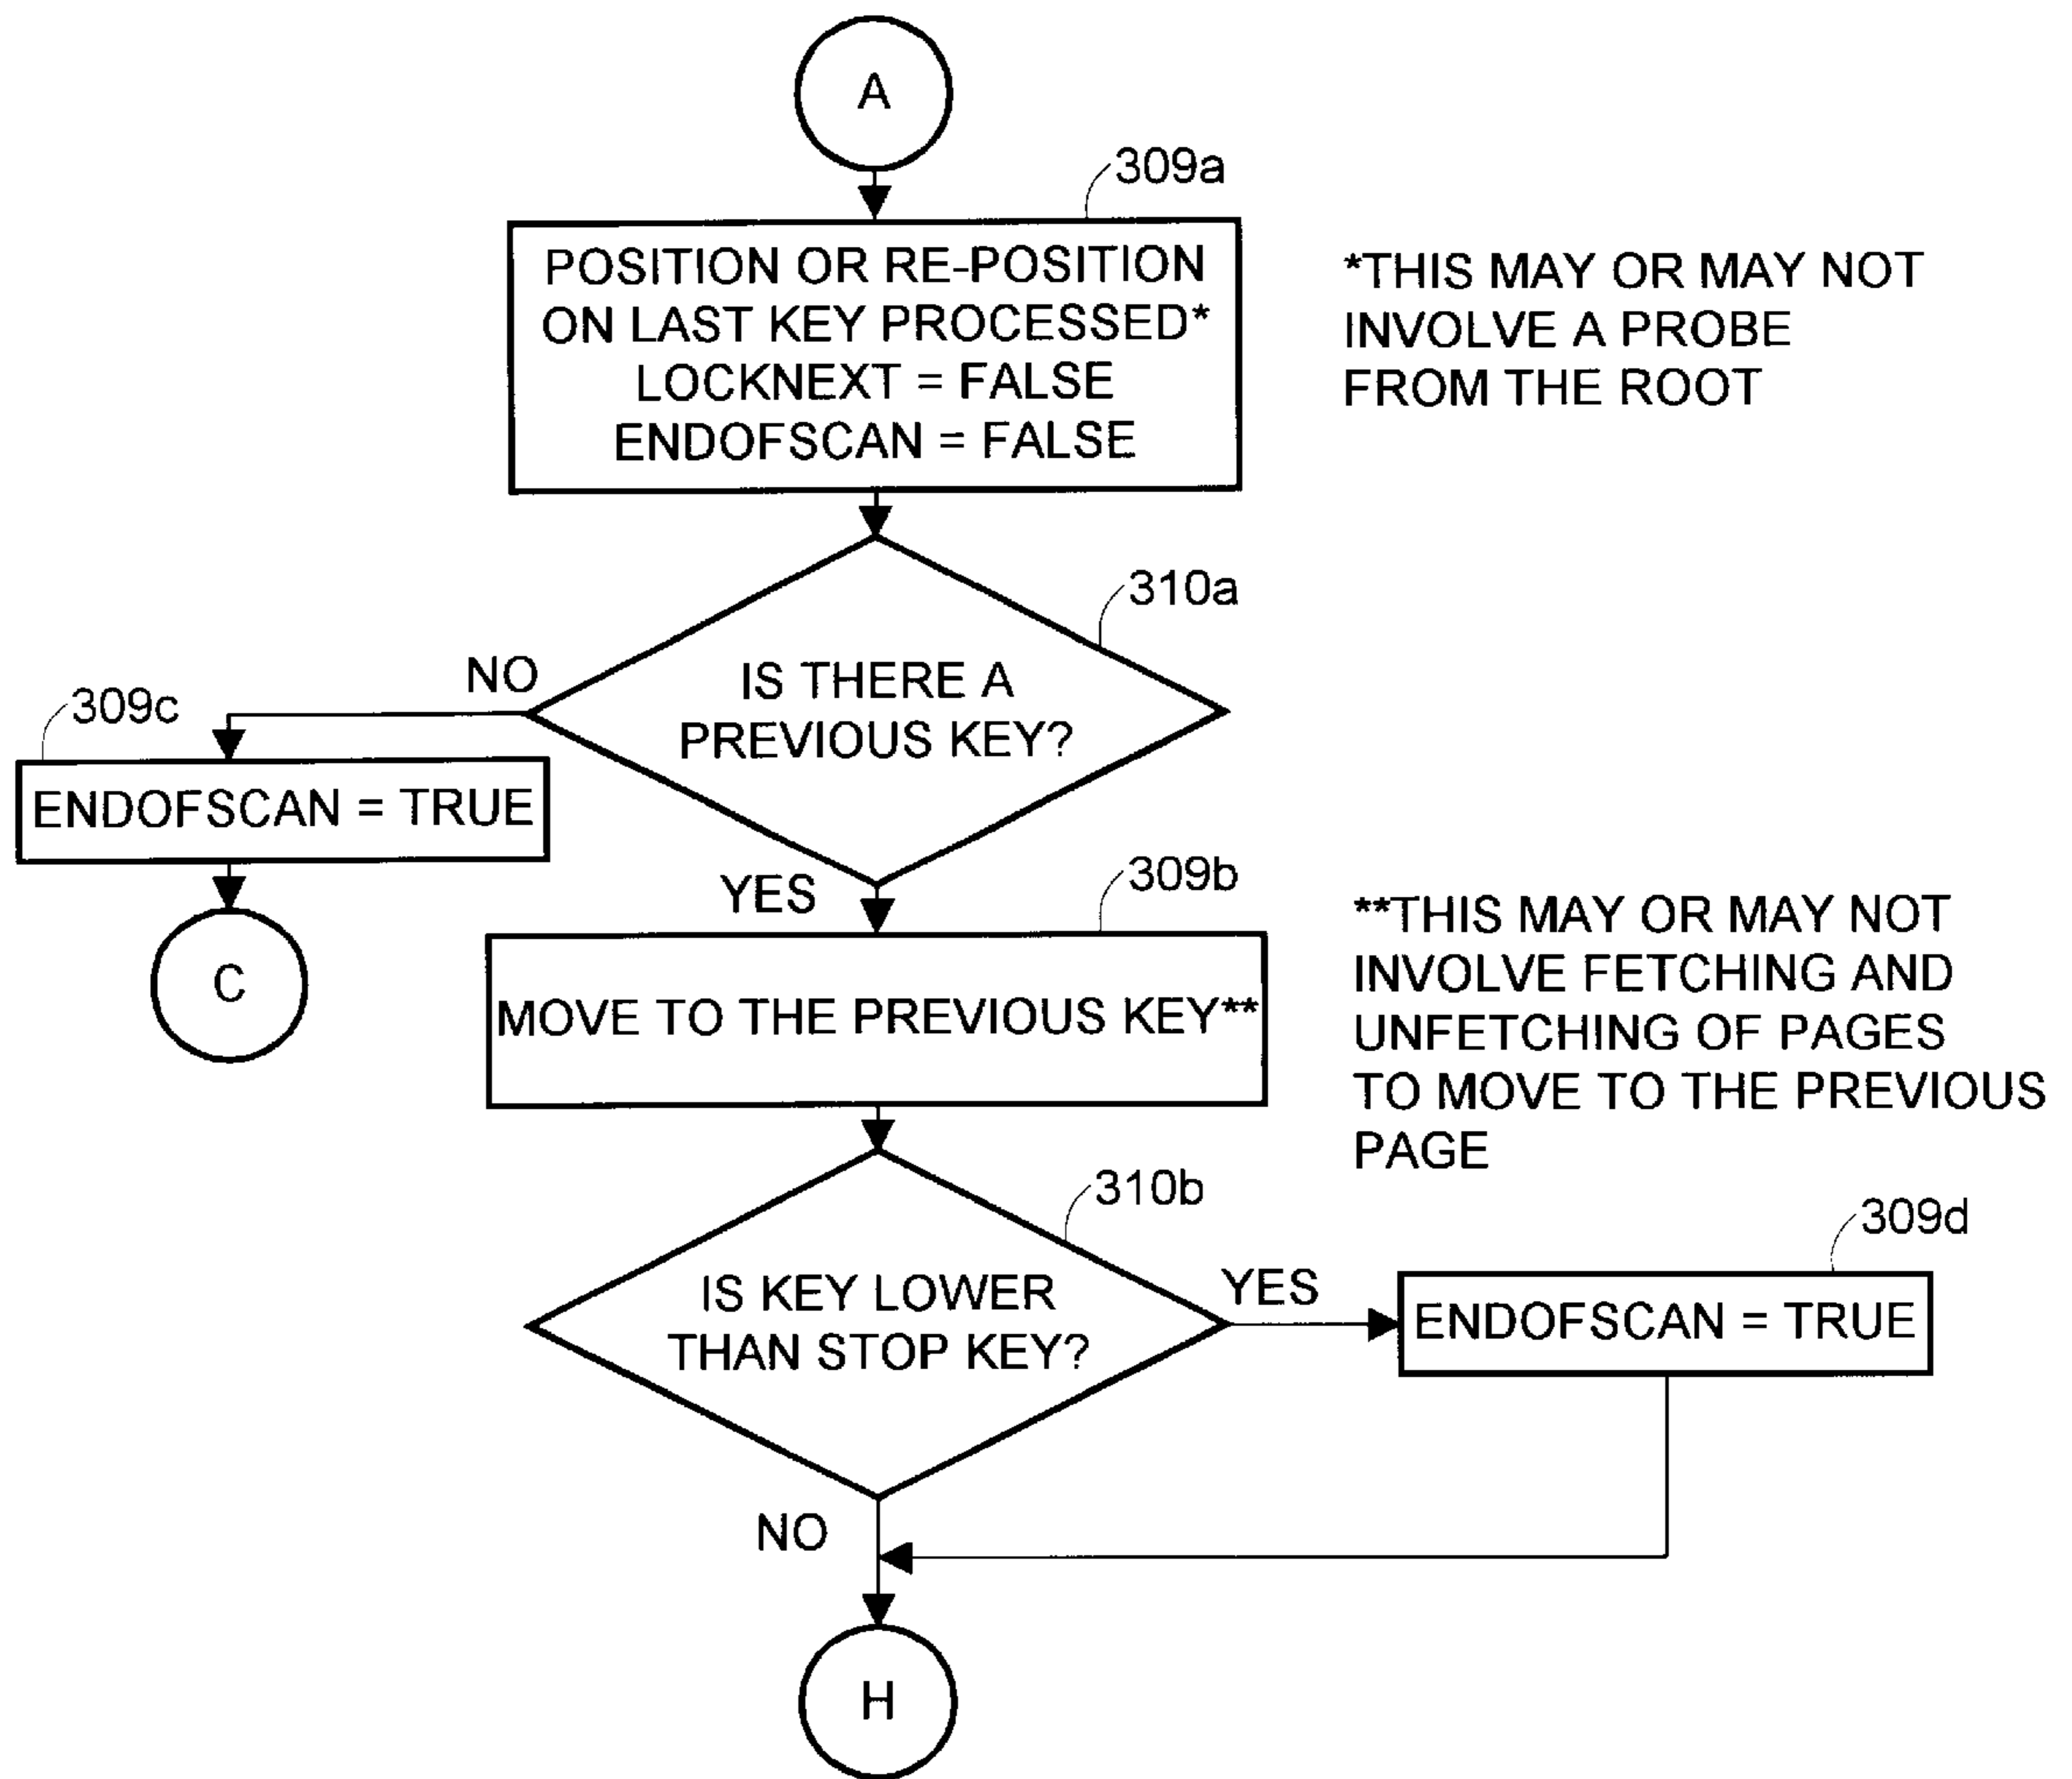 A
309a
POSITION OR RE-POSITION
ON LAST KEY PROCESSED*
LOCKNEXT = FALSE
ENDOFSCAN = FALSE
*THIS MAY OR MAY NOT
INVOLVE A PROBE
FROM THE ROOT
310a
IS THERE A
PREVIOUS KEY?
NO
309c
ENDOFSCAN = TRUE
C
YES
309b
MOVE TO THE PREVIOUS KEY**
**THIS MAY OR MAY NOT
INVOLVE FETCHING AND
UNFETCHING OF PAGES
TO MOVE TO THE PREVIOUS
PAGE
310b
IS KEY LOWER
THAN STOP KEY?
YES
309d
ENDOFSCAN = TRUE
NO
H